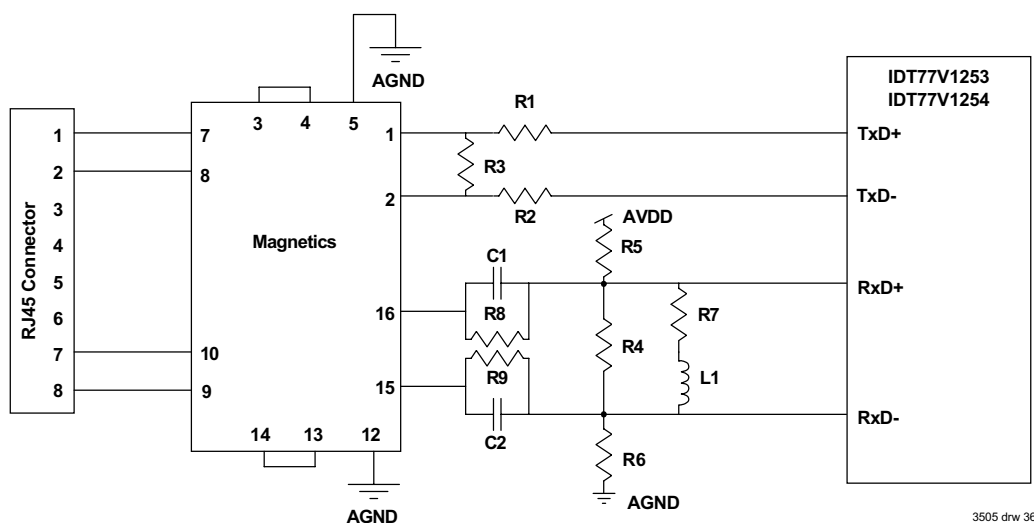 AGND
IDT77V1253
IDT77V1254
RJ45 Connector
1
2
3
4
5
6
7
8
Magnetics
3
4
5
7
8
10
9
1
2
16
15
14
13
12
AGND
R1
R3
R2
AVDD
R5
C1
R8
R9
C2
R4
R7
L1
R6
AGND
TxD+
TxD-
RxD+
RxD-
3505 drw 36